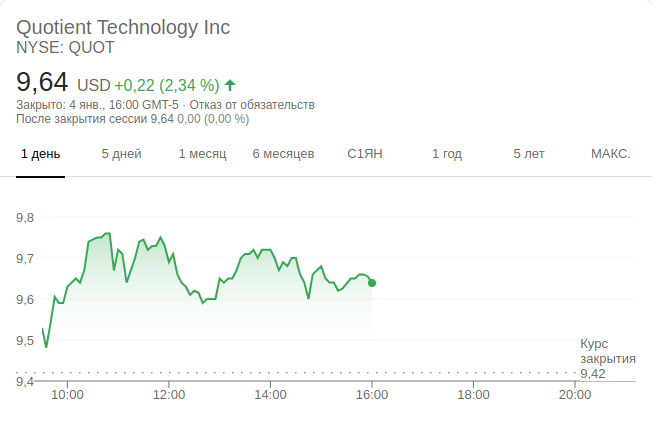 Quotient Technology Inc
NYSE: QUOT
9,64 USD +0,22 (2,34 %)
Закрыто: 4 янв., 16:00 GMT-5 · Отказ от обязательств
После закрытия сессии 9,64 0,00 (0,00 %)
1 день 5 дней 1 месяц 6 месяцев С1ЯН 1 год 5 лет МАКС.
9,8
9,7
9,6
9,5
Курс
закрытия
9,42
9,4
10:00 12:00 14:00 16:00 18:00 20:00